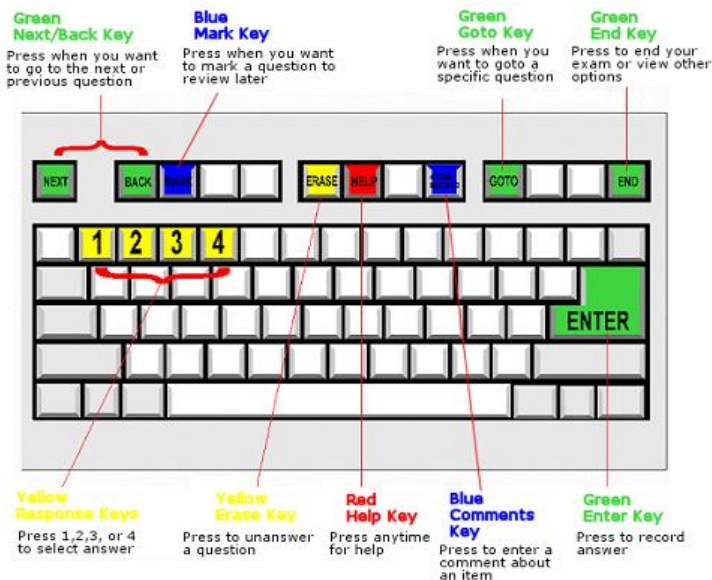 Green
Next/Back Key
Press when you want
to go to the next or
previous question
Blue
Mark Key
Press when you want
to mark a question to
review later
Green
Goto Key
Press when you
want to goto a
specific question
Green
End Key
Press to end your
exam or view other
options
NEXT BACK MARK ERASE HELP GOTO END
1 2 3 4
ENTER
Yellow
Response Keys
Press 1,2,3, or 4
to select answer
Yellow
Erase Key
Press to unanswer
a question
Red
Help Key
Press anytime
for help
Blue
Comments
Key
Press to enter a
comment about
an item
Green
Enter Key
Press to record
answer